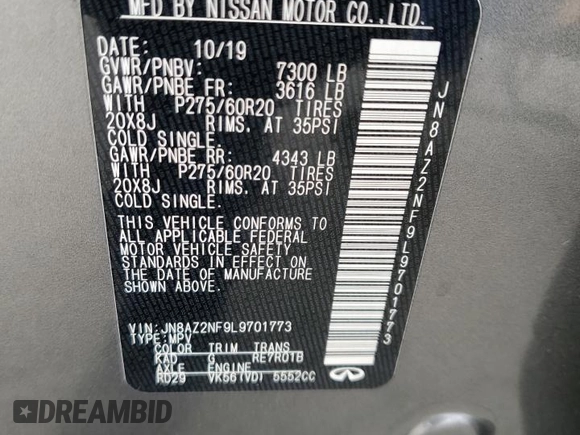 MFD BY NISSAN MOTOR CO.,LTD.
DATE: 10/19
GVWR/PNBV: 7300 LB
GAWR/PNBE FR: 3616 LB
WITH P275/60R20 TIRES
20X8J RIMS. AT 35PSI
COLD SINGLE.
GAWR/PNBE RR: 4343 LB
WITH P275/60R20 TIRES
20X8J RIMS. AT 35PSI
COLD SINGLE.
THIS VEHICLE CONFORMS TO
ALL APPLICABLE FEDERAL
MOTOR VEHICLE SAFETY
STANDARDS IN EFFECT ON
THE DATE OF MANUFACTURE
SHOWN ABOVE.
VIN:JN8AZ2NF9L9701773
TYPE:MPV
COLOR TRIM TRANS
KAD G RE7R01B
AXLE ENGINE
RD29 VK56(VD) 5552CC
JN8AZ2NF9L9701773
DREAMBID
DREAMBID